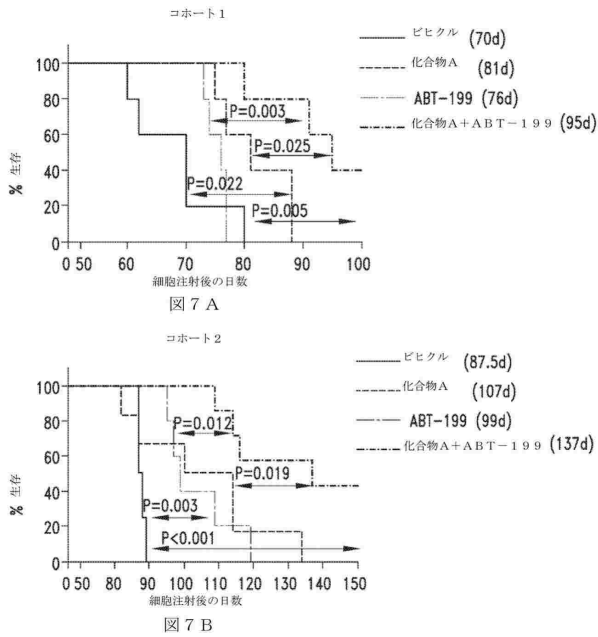 コホート1
ビヒクル (70d)
化合物A (81d)
ABT-199 (76d)
化合物A+ABT-199 (95d)
% 生存
100
80
60
40
20
0
P=0.003
P=0.025
P=0.022
P=0.005
0 50 60 70 80 90 100
細胞注射後の日数
図7A
コホート2
ビヒクル (87.5d)
化合物A (107d)
ABT-199 (99d)
化合物A+ABT-199 (137d)
% 生存
100
80
60
40
20
0
P=0.012
P=0.019
P=0.003
P<0.001
0 50 80 90 100 110 120 130 140 150
細胞注射後の日数
図7B